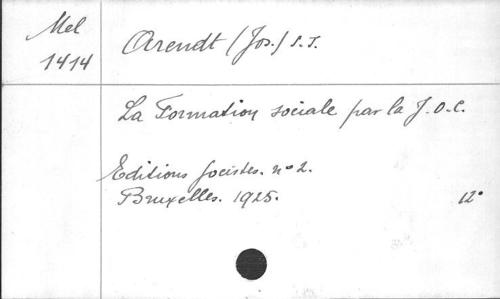 Mel
1414
Arendt (Jos.) S.J.
La Formation sociale par la J.O.C.
Editions Jocistes. n° 2.
Bruxelles. 1925.
12°